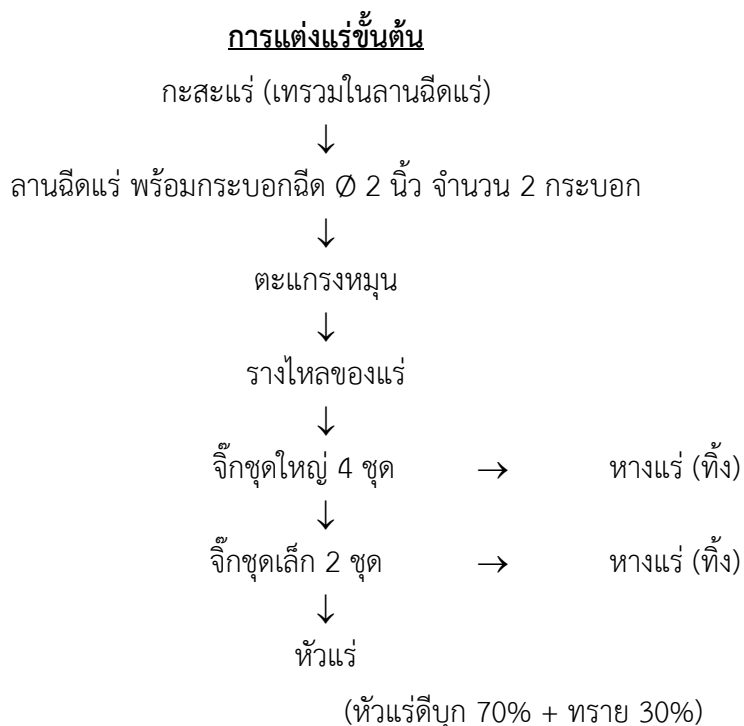 การแต่งแร่ขั้นต้น
กะสะแร่ (เทรวมในลานฉีดแร่)
↓
ลานฉีดแร่ พร้อมกระบอกฉีด Ø 2 นิ้ว จำนวน 2 กระบอก
↓
ตะแกรงหมุน
↓
รางไหลของแร่
↓
จิ๊กชุดใหญ่ 4 ชุด → หางแร่ (ทิ้ง)
↓
จิ๊กชุดเล็ก 2 ชุด → หางแร่ (ทิ้ง)
↓
หัวแร่
(หัวแร่ดีบุก 70% + ทราย 30%)